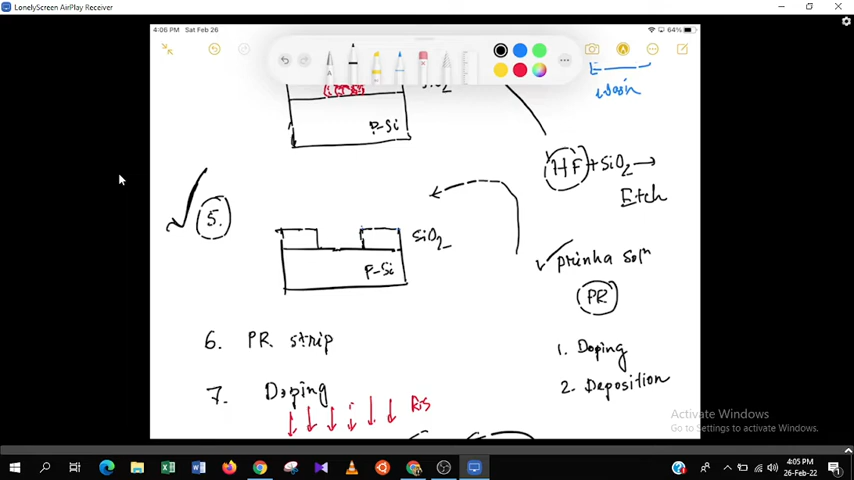 LonelyScreen AirPlay Receiver
4:06 PM Sat Feb 26
64%
SiO2
E
wash
P-Si
HF + SiO2 →
Etch
5.
SiO2
P-Si
PR
6. PR strip
1. Doping
7. Doping
2. Deposition
Activate Windows
Go to Settings to activate Windows.
4:05 PM
26-Feb-22